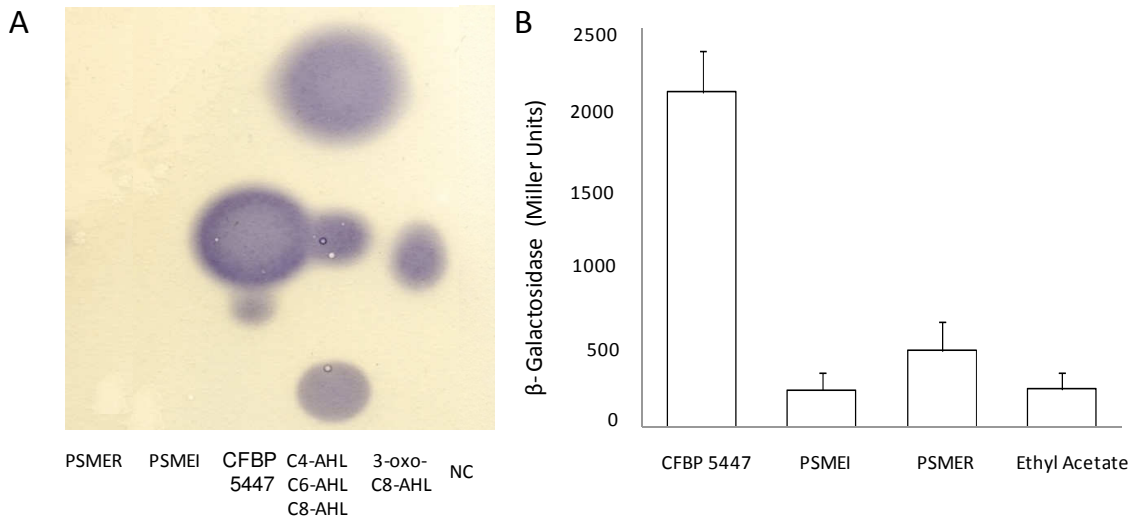 A
PSMER
PSMEI
CFBP
5447
C4-AHL
C6-AHL
C8-AHL
3-oxo-
C8-AHL
NC
B
β- Galactosidase (Miller Units)
2500
2000
1500
1000
500
0
CFBP 5447
PSMEI
PSMER
Ethyl Acetate